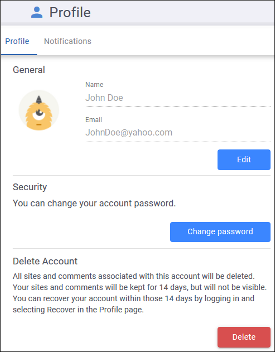 Profile
Profile Notifications
General
Name
John Doe
Email
JohnDoe@yahoo.com
Edit
Security
You can change your account password.
Change password
Delete Account
All sites and comments associated with this account will be deleted.
Your sites and comments will be kept for 14 days, but will not be visible.
You can recover your account within those 14 days by logging in and
selecting Recover in the Profile page.
Delete